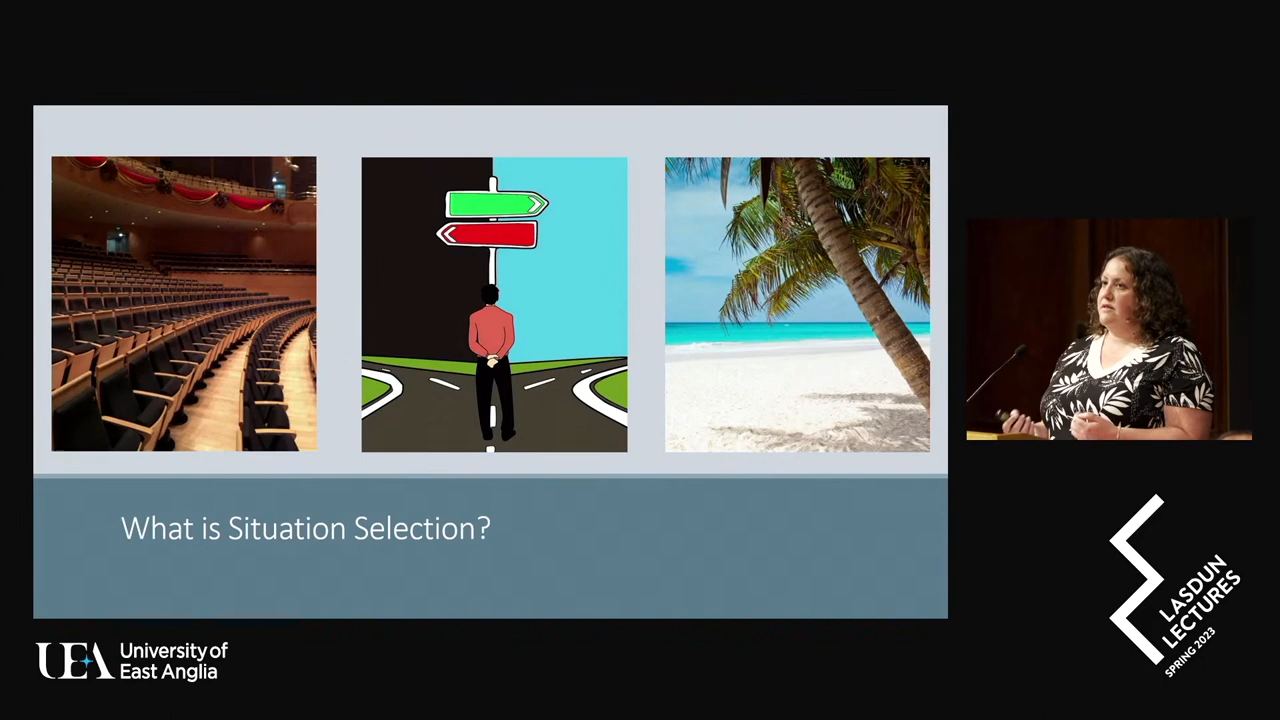 What is Situation Selection?
UEA University of
East Anglia
LASDUN
LECTURES
SPRING 2023